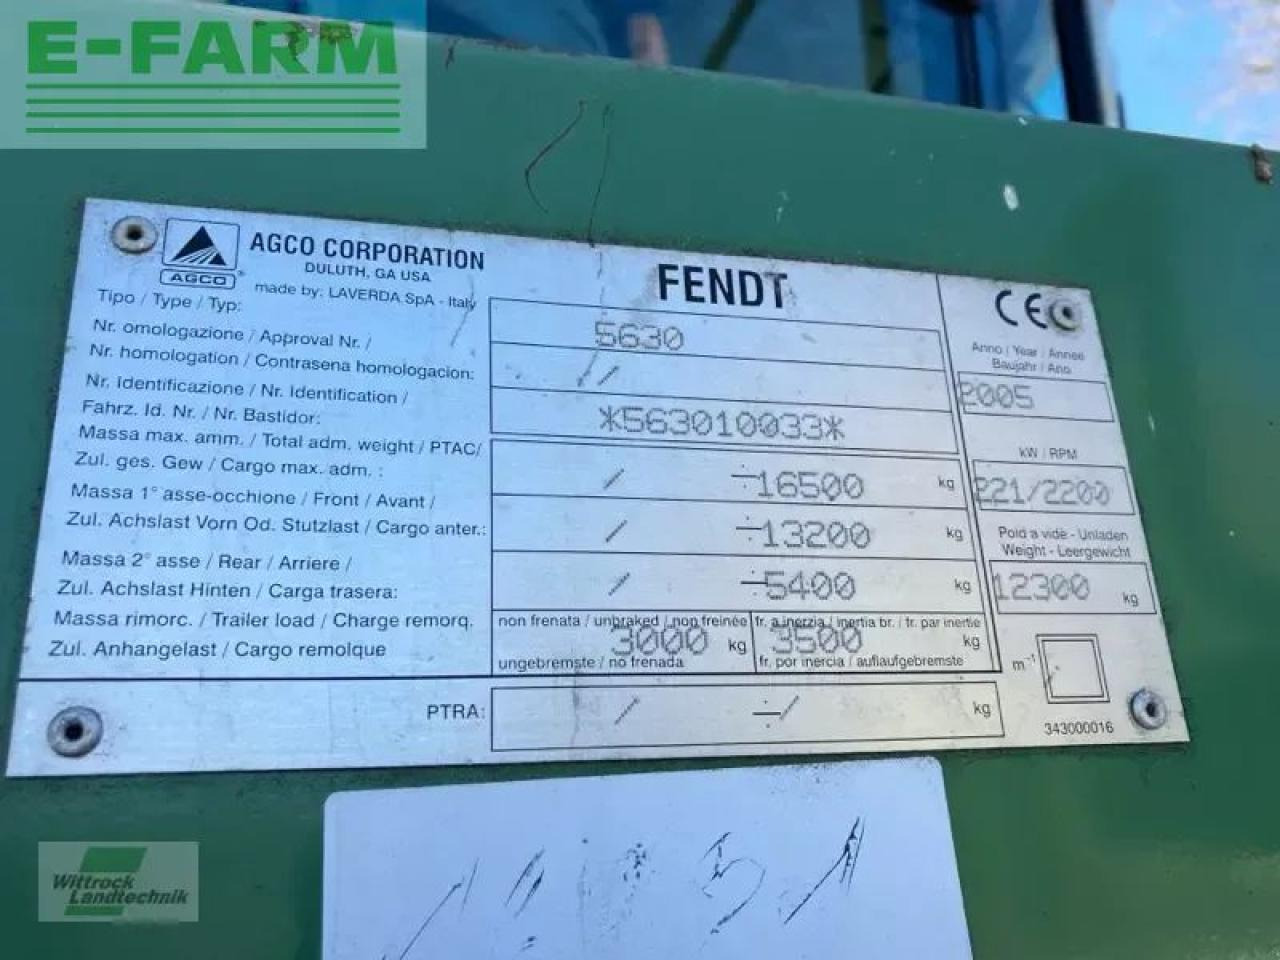 E-FARM
AGCO
AGCO CORPORATION
DULUTH, GA USA
made by: LAVERDA SpA - Italy
FENDT
CE
Tipo / Type / Typ:
5630
Nr. omologazione / Approval Nr. /
Nr. homologation / Contrasena homologacion:
/
Nr. Identificazione / Nr. Identification /
Fahrz. Id. Nr. / Nr. Bastidor:
*563010033*
Massa max. amm. / Total adm. weight / PTAC/
Zul. ges. Gew / Cargo max. adm. :
/ ÷ 16500 kg
Massa 1° asse-occhione / Front / Avant /
Zul. Achslast Vorn Od. Stutzlast / Cargo anter.:
/ ÷ 13200 kg
Massa 2° asse / Rear / Arriere /
Zul. Achslast Hinten / Carga trasera:
/ ÷ 5400 kg
Massa rimorc. / Trailer load / Charge remorq.
Zul. Anhangelast / Cargo remolque
non frenata / unbraked / non freinée
3000 kg
ungebremste / no frenada
fr. a inerzia / inertia br. / fr. par inertie
3500 kg
fr. por inercia / auflaufgebremste
PTRA:
/ ÷ / kg
Anno / Year / Annee
Baujahr / Ano
2005
kW / RPM
221/2200
Poid a vidè - Unladen
Weight - Leergewicht
12300 kg
m⁻¹
343000016
Wittrock
Landtechnik